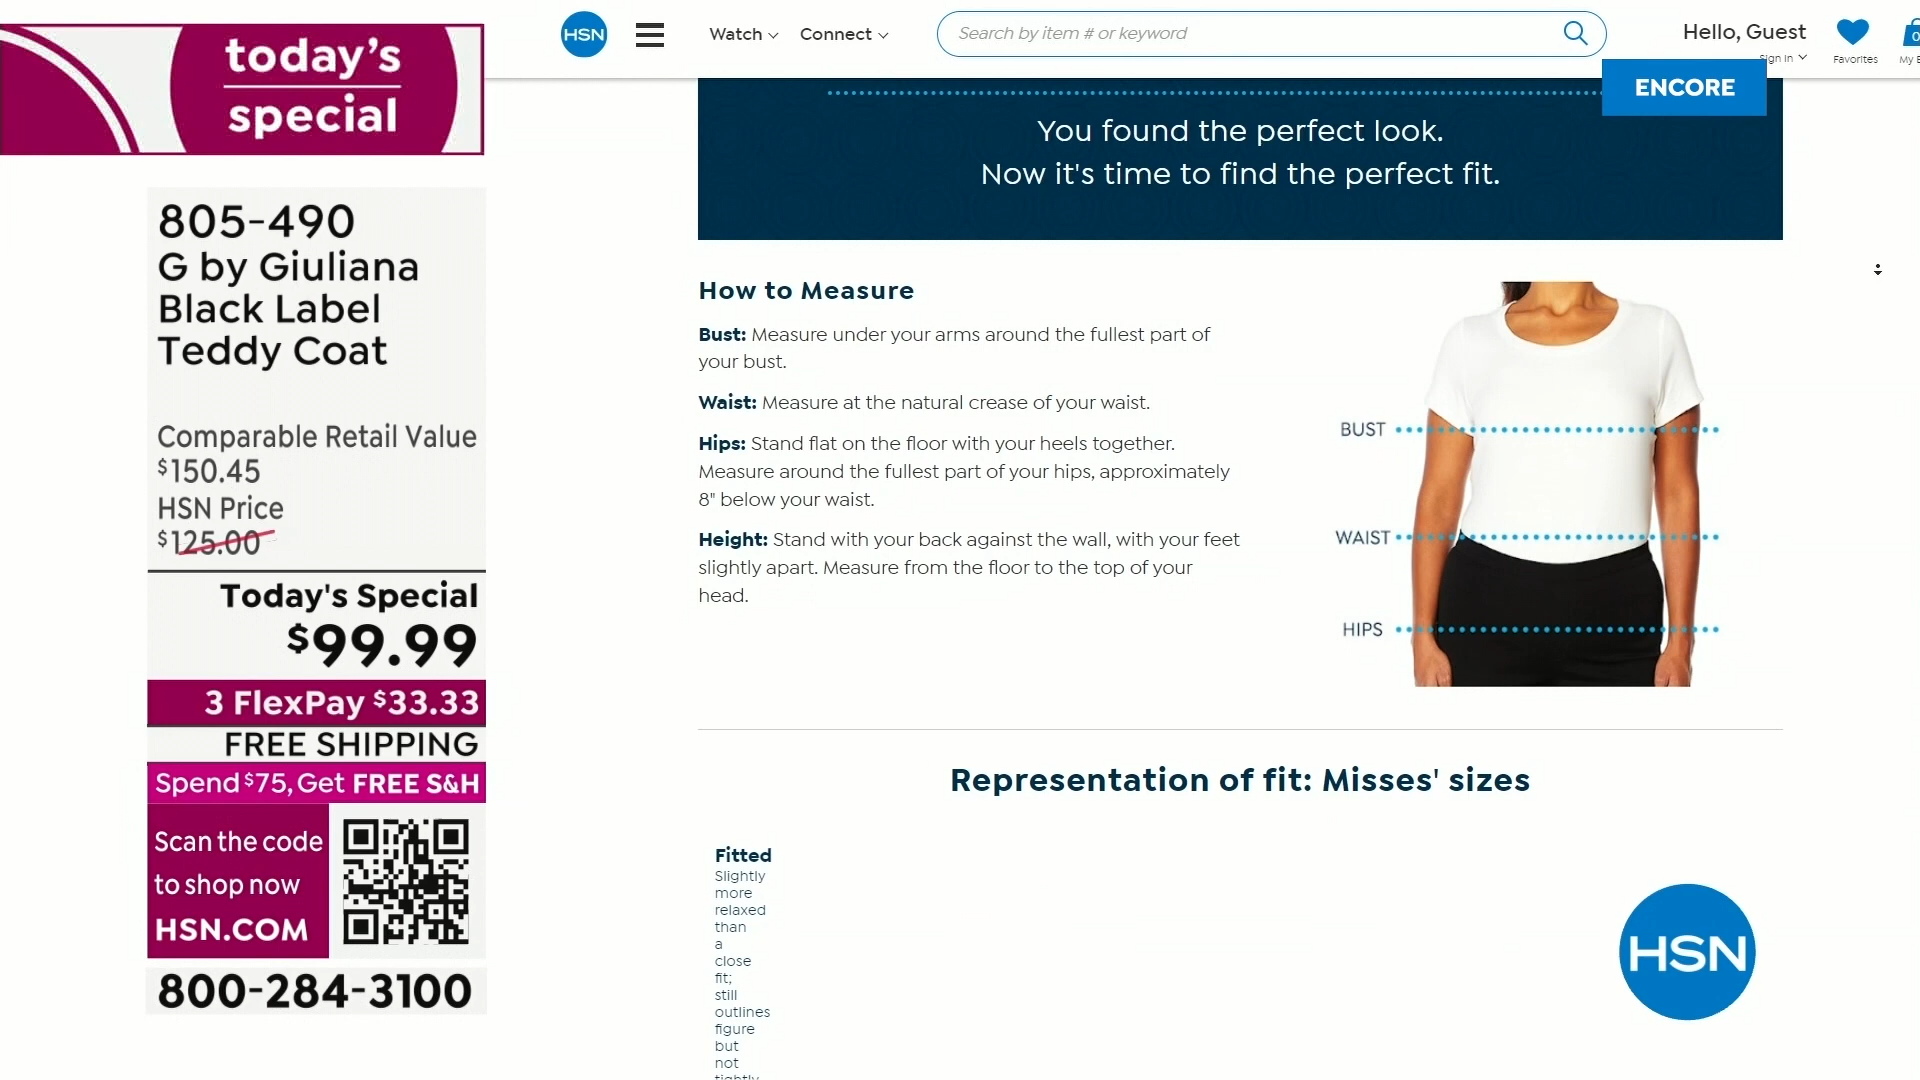 today's
special
805-490
G by Giuliana
Black Label
Teddy Coat
Comparable Retail Value
$150.45
HSN Price
$125.00
Today's Special
$99.99
3 FlexPay $33.33
FREE SHIPPING
Spend $75, Get FREE S&H
Scan the code
to shop now
HSN.COM
800-284-3100
HSN
Watch
Connect
Search by item # or keyword
Hello, Guest
Sign In
Favorites
0
My
ENCORE
You found the perfect look.
Now it's time to find the perfect fit.
How to Measure
Bust: Measure under your arms around the fullest part of
your bust.
Waist: Measure at the natural crease of your waist.
Hips: Stand flat on the floor with your heels together.
Measure around the fullest part of your hips, approximately
8" below your waist.
Height: Stand with your back against the wall, with your feet
slightly apart. Measure from the floor to the top of your
head.
BUST
WAIST
HIPS
Representation of fit: Misses' sizes
Fitted
Slightly
more
relaxed
than
a
close
fit;
still
outlines
figure
but
not
tightly
HSN